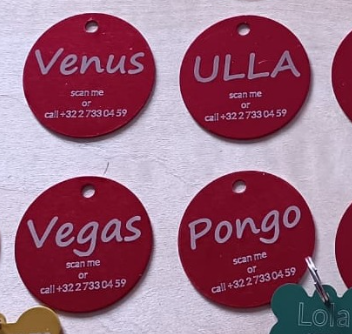 Venus
scan me
or
call +32 2 733 04 59
ULLA
scan me
or
call +32 2 733 04 59
Vegas
scan me
or
call +32 2 733 04 59
Pongo
scan me
or
call +32 2 733 04 59
Lola